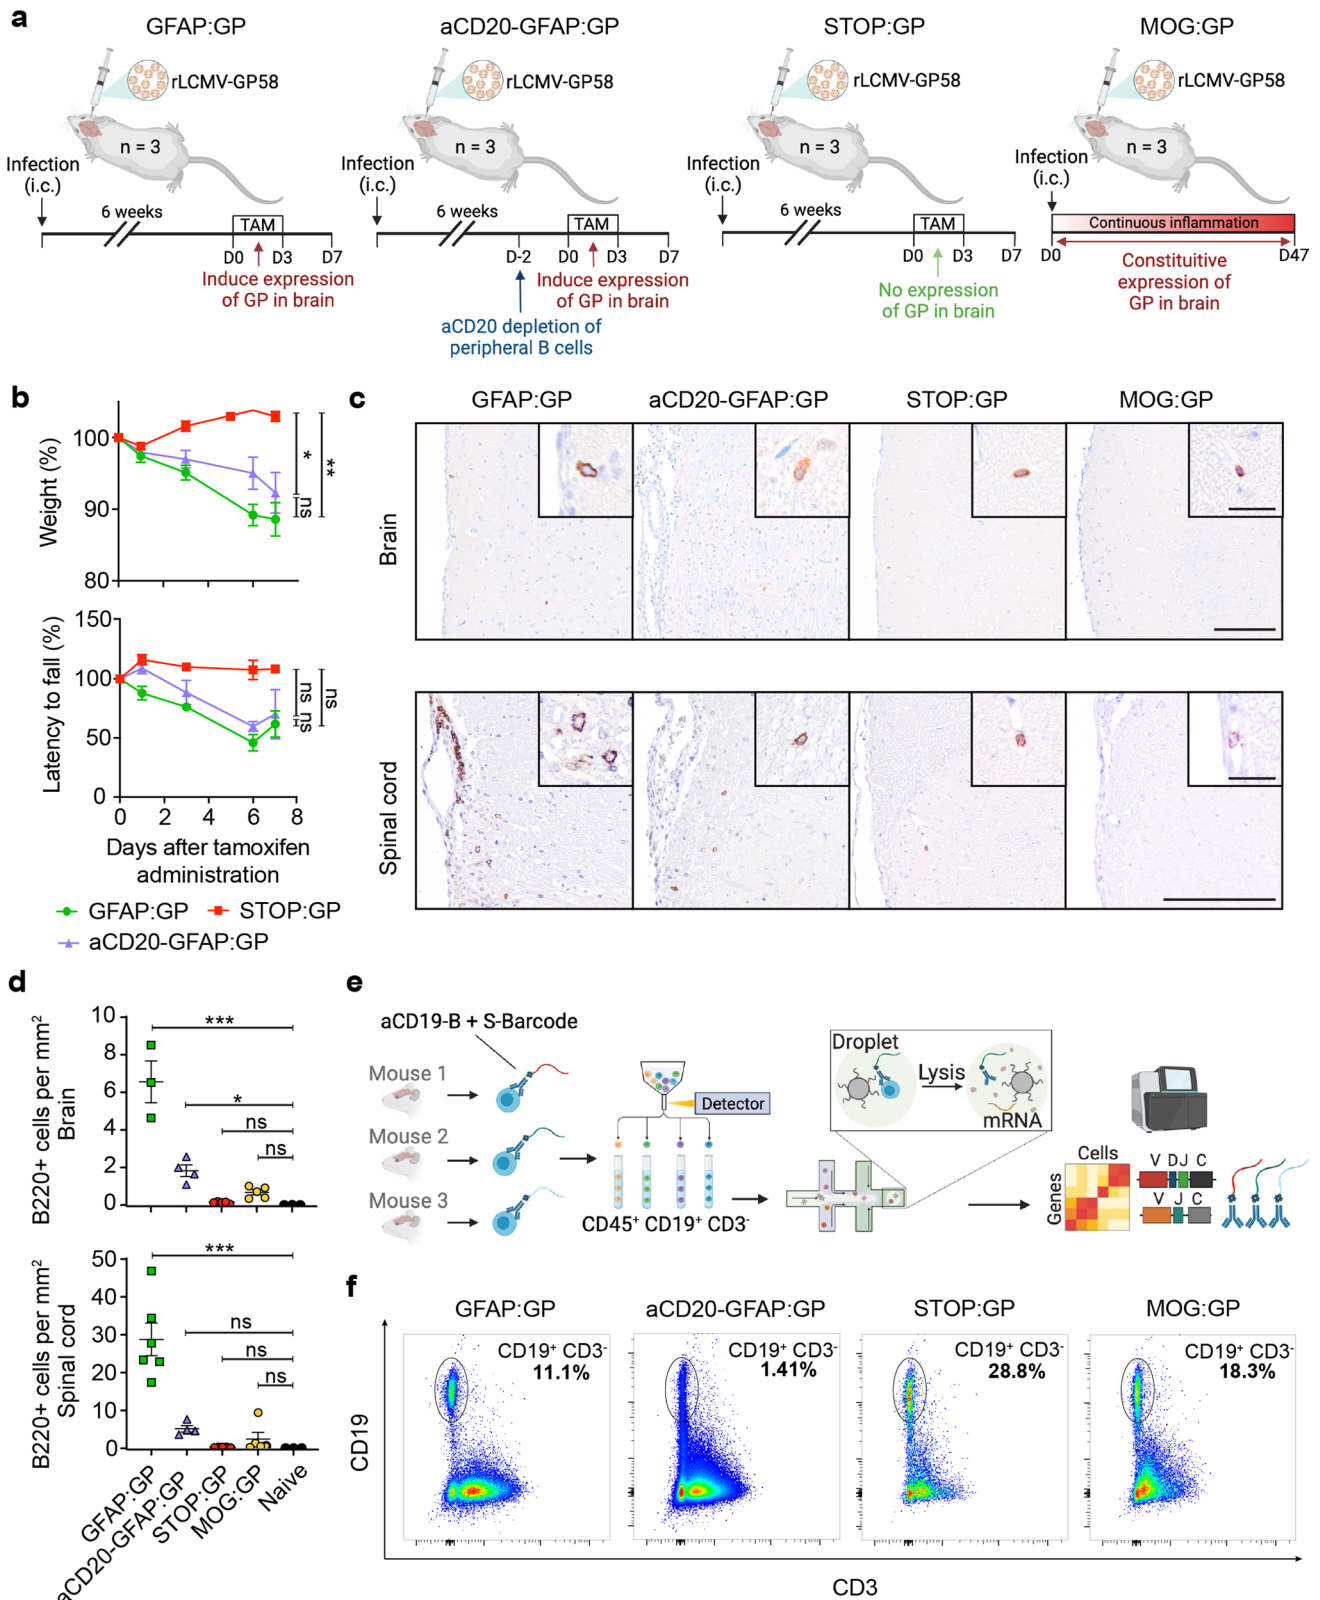 a
GFAP:GP
aCD20-GFAP:GP
STOP:GP
MOG:GP
rLCMV-GP58
rLCMV-GP58
rLCMV-GP58
rLCMV-GP58
n = 3
n = 3
n = 3
n = 3
Infection
(i.c.)
Infection
(i.c.)
Infection
(i.c.)
Infection
(i.c.)
6 weeks
TAM
D0
D3
D7
Induce expression
of GP in brain
6 weeks
TAM
D-2
D0
D3
D7
Induce expression
of GP in brain
aCD20 depletion of
peripheral B cells
6 weeks
TAM
D0
D3
D7
No expression
of GP in brain
Continuous inflammation
D0
D47
Constitutive
expression of
GP in brain
b
Weight (%)
100
90
80
*
**
ns
Latency to fall (%)
150
100
50
0
ns
ns
ns
0 2 4 6 8
Days after tamoxifen
administration
GFAP:GP
STOP:GP
aCD20-GFAP:GP
c
GFAP:GP
aCD20-GFAP:GP
STOP:GP
MOG:GP
Brain
Spinal cord
d
B220+ cells per mm2
Brain
10
8
6
4
2
0
***
*
ns
ns
B220+ cells per mm2
Spinal cord
50
40
30
20
10
0
***
ns
ns
ns
GFAP:GP
aCD20-GFAP:GP
STOP:GP
MOG:GP
Naive
e
aCD19-B + S-Barcode
Mouse 1
Mouse 2
Mouse 3
Detector
CD45+ CD19+ CD3-
Droplet
Lysis
mRNA
Cells
Genes
V DJ C
V J C
f
GFAP:GP
aCD20-GFAP:GP
STOP:GP
MOG:GP
CD19+ CD3-
11.1%
CD19+ CD3-
1.41%
CD19+ CD3-
28.8%
CD19+ CD3-
18.3%
CD19
CD3